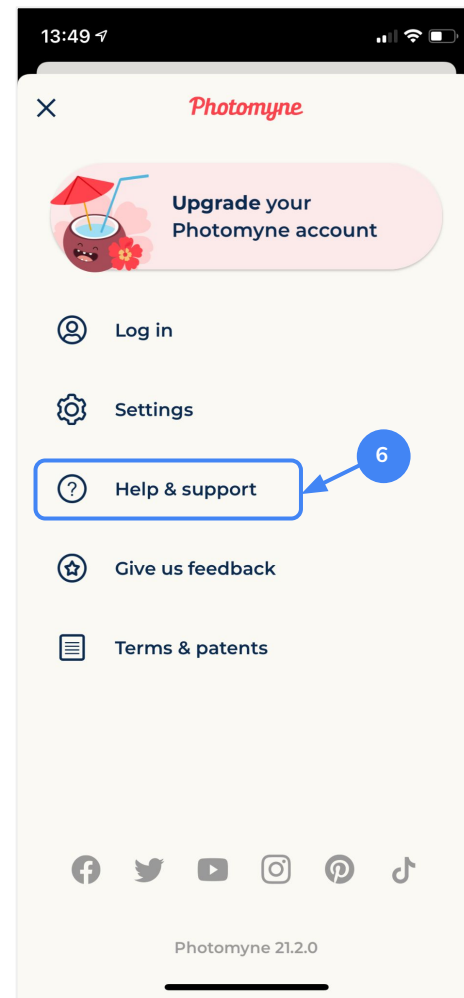 13:49
Photomyne
Upgrade your
Photomyne account
Log in
Settings
6
Help & support
Give us feedback
Terms & patents
Photomyne 21.2.0